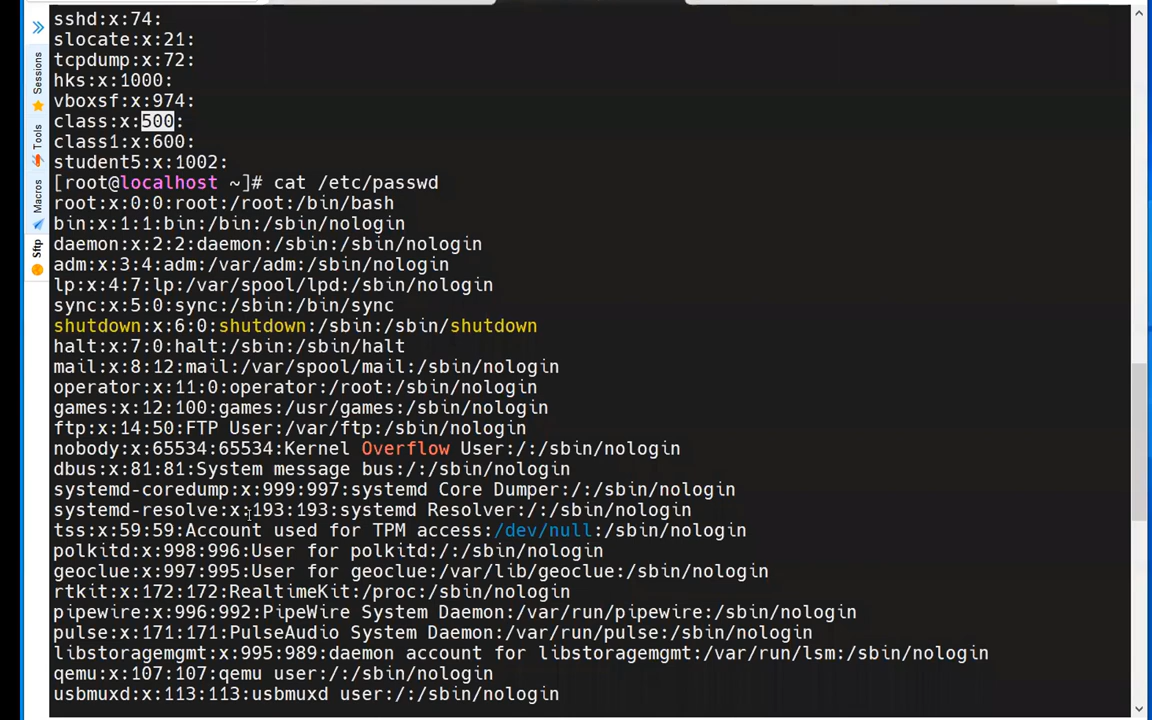 sshd:x:74:
slocate:x:21:
tcpdump:x:72:
hks:x:1000:
vboxsf:x:974:
class:x:500:
class1:x:600:
student5:x:1002:
[root@localhost ~]# cat /etc/passwd
root:x:0:0:root:/root:/bin/bash
bin:x:1:1:bin:/bin:/sbin/nologin
daemon:x:2:2:daemon:/sbin:/sbin/nologin
adm:x:3:4:adm:/var/adm:/sbin/nologin
lp:x:4:7:lp:/var/spool/lpd:/sbin/nologin
sync:x:5:0:sync:/sbin:/bin/sync
shutdown:x:6:0:shutdown:/sbin:/sbin/shutdown
halt:x:7:0:halt:/sbin:/sbin/halt
mail:x:8:12:mail:/var/spool/mail:/sbin/nologin
operator:x:11:0:operator:/root:/sbin/nologin
games:x:12:100:games:/usr/games:/sbin/nologin
ftp:x:14:50:FTP User:/var/ftp:/sbin/nologin
nobody:x:65534:65534:Kernel Overflow User:/:/sbin/nologin
dbus:x:81:81:System message bus:/:/sbin/nologin
systemd-coredump:x:999:997:systemd Core Dumper:/:/sbin/nologin
systemd-resolve:x:193:193:systemd Resolver:/:/sbin/nologin
tss:x:59:59:Account used for TPM access:/dev/null:/sbin/nologin
polkitd:x:998:996:User for polkitd:/:/sbin/nologin
geoclue:x:997:995:User for geoclue:/var/lib/geoclue:/sbin/nologin
rtkit:x:172:172:RealtimeKit:/proc:/sbin/nologin
pipewire:x:996:992:PipeWire System Daemon:/var/run/pipewire:/sbin/nologin
pulse:x:171:171:PulseAudio System Daemon:/var/run/pulse:/sbin/nologin
libstoragemgmt:x:995:989:daemon account for libstoragemgmt:/var/run/lsm:/sbin/nologin
qemu:x:107:107:qemu user:/:/sbin/nologin
usbmuxd:x:113:113:usbmuxd user:/:/sbin/nologin
Sessions
Tools
Macros
Sftp